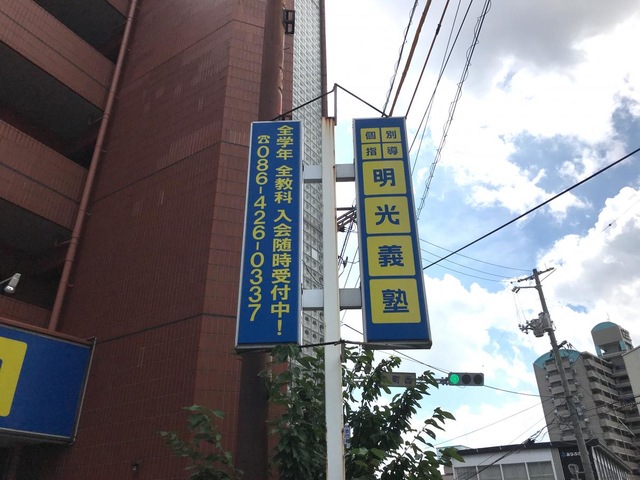 全学年 全教科 入会随時受付中!
☎086-426-0337
個別
指導
明光義塾